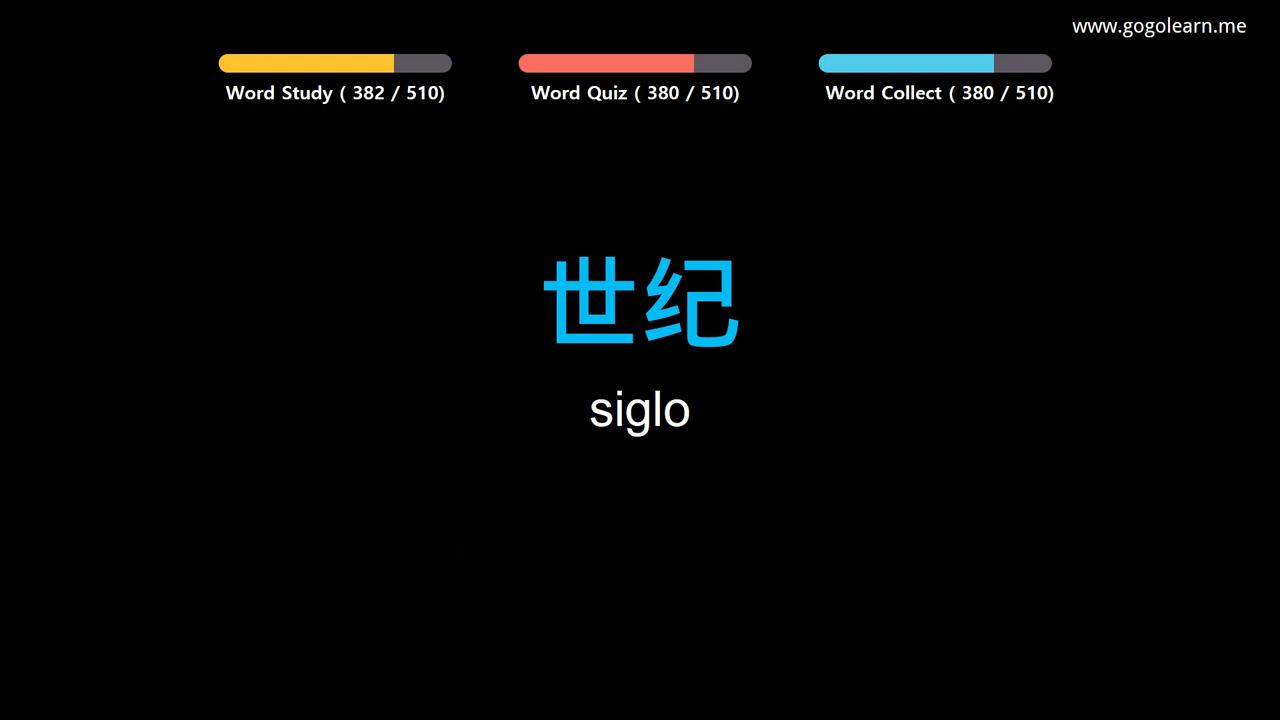 www.gogolearn.me
Word Study ( 382 / 510)
Word Quiz ( 380 / 510)
Word Collect ( 380 / 510)
世纪
siglo